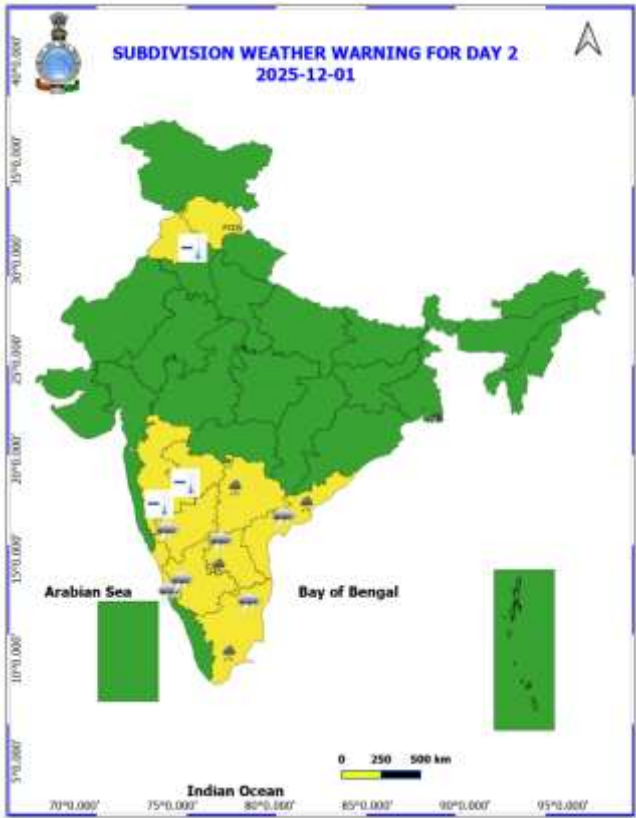 SUBDIVISION WEATHER WARNING FOR DAY 2
2025-12-01
40°0.000'
35°0.000'
30°0.000'
25°0.000'
20°0.000'
Arabian Sea
Bay of Bengal
15°0.000'
10°0.000'
0 250 500 km
5°0.000'
Indian Ocean
70°0.000' 75°0.000' 80°0.000' 85°0.000' 90°0.000' 95°0.000'